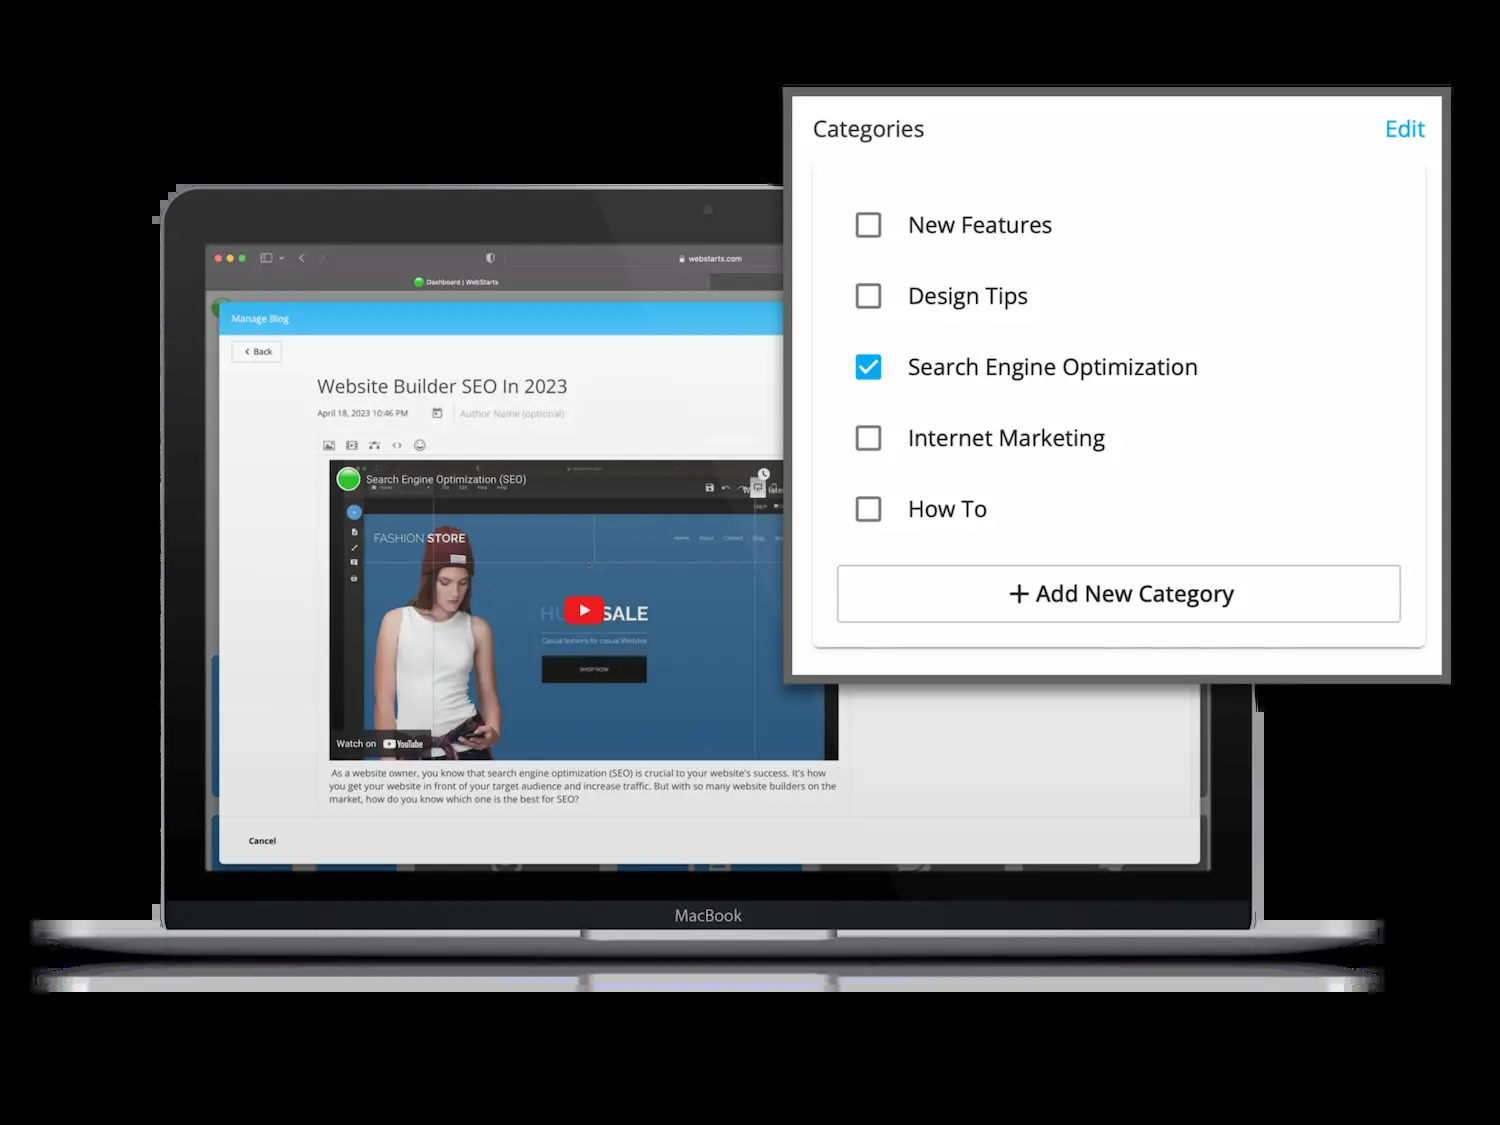 Categories
Edit
New Features
Design Tips
Search Engine Optimization
Internet Marketing
How To
+ Add New Category
webstarts.com
Dashboard | WebStarts
Manage Blog
Back
Website Builder SEO In 2023
April 18, 2023 10:46 PM
Author Name (optional)
Search Engine Optimization (SEO)
FASHION STORE
Home About Contact Blog
SALE
Casual fashions for casual lifestyles
SHOP NOW
Watch on YouTube
As a website owner, you know that search engine optimization (SEO) is crucial to your website's success. It's how
you get your website in front of your target audience and increase traffic. But with so many website builders on the
market, how do you know which one is the best for SEO?
Cancel
MacBook